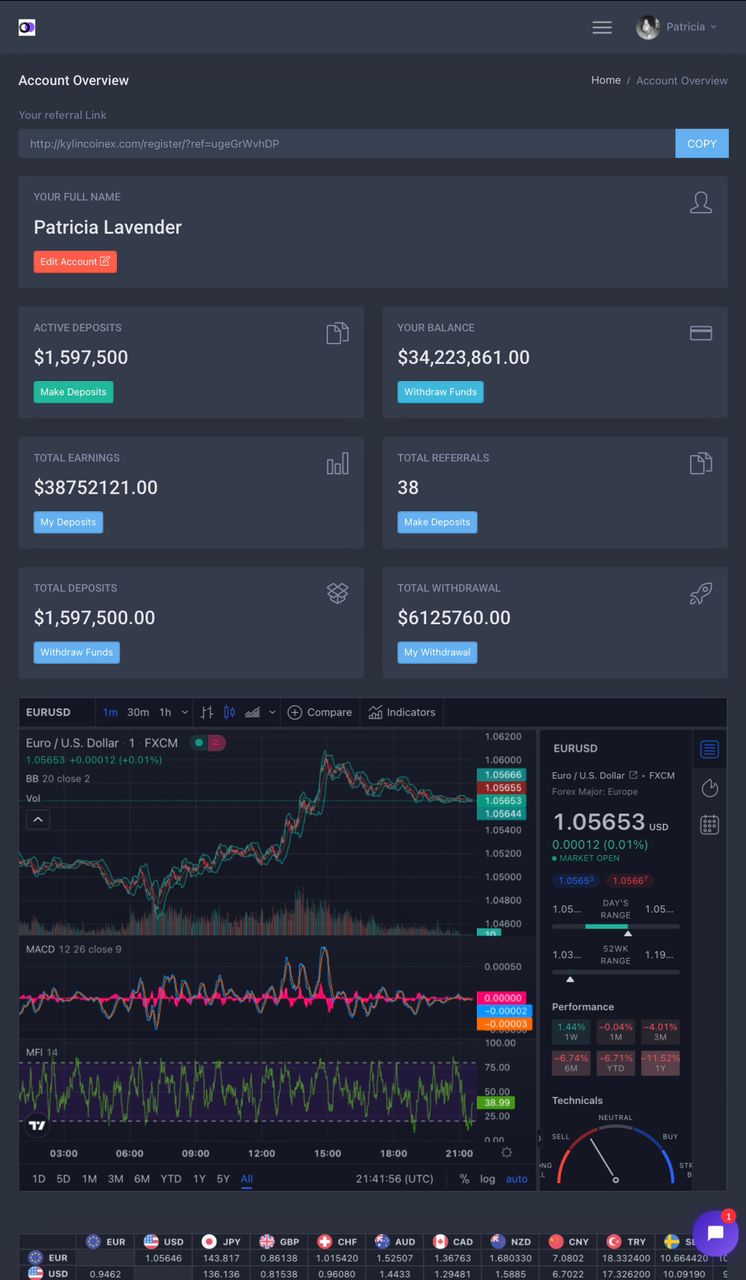 Patricia
Account Overview
Home / Account Overview
Your referral Link
http://kylincoinex.com/register/?ref=ugeGrWvhDP
COPY
YOUR FULL NAME
Patricia Lavender
Edit Account
ACTIVE DEPOSITS
$1,597,500
Make Deposits
YOUR BALANCE
$34,223,861.00
Withdraw Funds
TOTAL EARNINGS
$38752121.00
My Deposits
TOTAL REFERRALS
38
Make Deposits
TOTAL DEPOSITS
$1,597,500.00
Withdraw Funds
TOTAL WITHDRAWAL
$6125760.00
My Withdrawal
EURUSD 1m 30m 1h Compare Indicators
Euro / U.S. Dollar · 1 · FXCM
1.05653 +0.00012 (+0.01%)
BB 20 close 2
Vol
1.06200
1.06000
1.05666
1.05655
1.05653
1.05644
1.05400
1.05200
1.05000
1.04800
1.04600
10
MACD 12 26 close 9
0.00050
0.00000
−0.00002
−0.00003
MFI 14
100.00
75.00
50.00
38.99
25.00
0.00
03:00 06:00 09:00 12:00 15:00 18:00 21:00
1D 5D 1M 3M 6M YTD 1Y 5Y All 21:41:56 (UTC) % log auto
EURUSD
Euro / U.S. Dollar • FXCM
Forex Major: Europe
1.05653 USD
0.00012 (0.01%)
MARKET OPEN
1.05653 1.05667
1.05... DAY'S RANGE 1.05...
1.03... 52WK RANGE 1.19...
Performance
1.44% −0.04% −4.01%
1W 1M 3M
−6.74% −6.71% −11.52%
6M YTD 1Y
Technicals
NEUTRAL
SELL BUY
EUR USD JPY GBP CHF AUD CAD NZD CNY TRY
EUR 1.05646 143.817 0.86138 1.015420 1.52507 1.36763 1.680330 7.0802 18.332400 10.664420
USD 0.9462 136.136 0.81538 0.96080 1.4433 1.29481 1.5885 6.7022 17.326200 10.09190
1